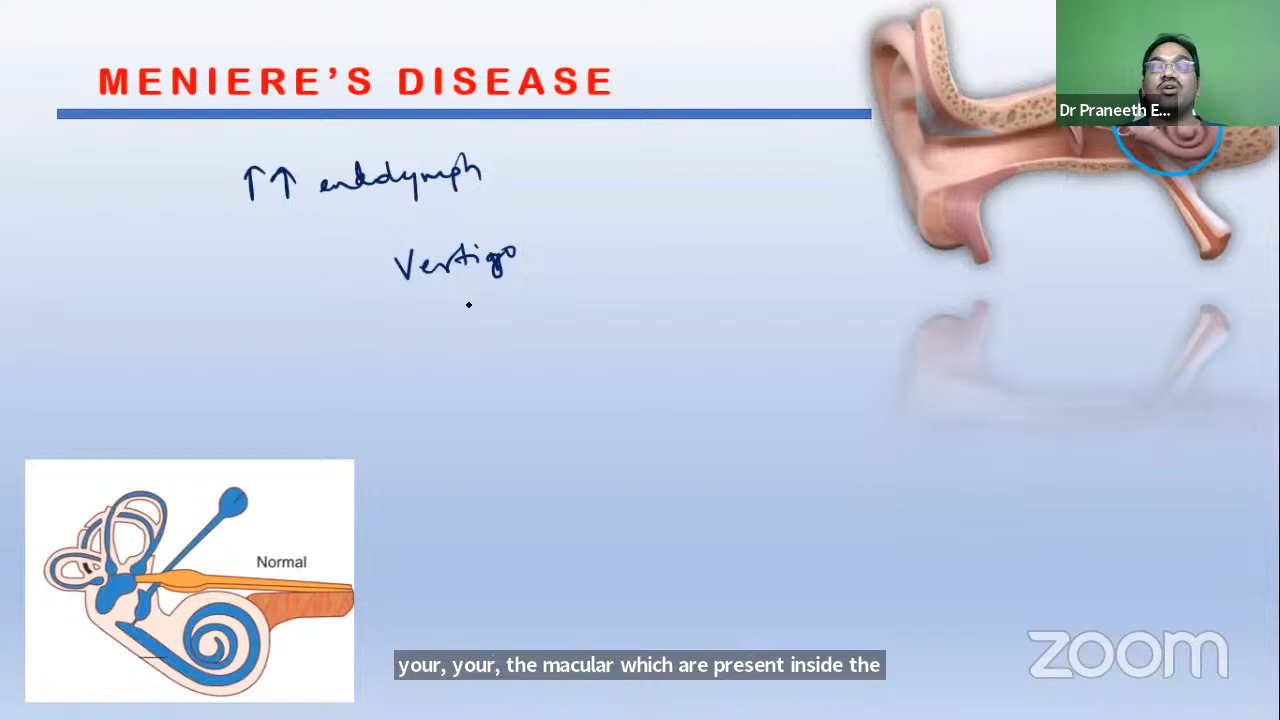 MENIERE'S DISEASE
Dr Praneeth E...
↑↑ endolymph
Vertigo
Normal
your, your, the macular which are present inside the
zoom